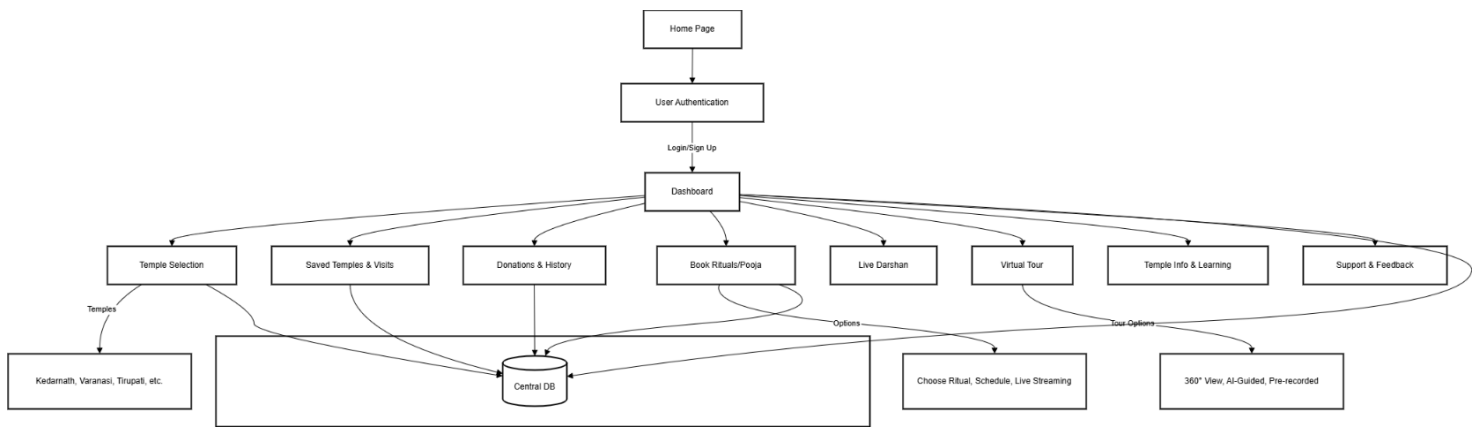 Home Page
User Authentication
Login/Sign Up
Dashboard
Temple Selection
Saved Temples & Visits
Donations & History
Book Rituals/Pooja
Live Darshan
Virtual Tour
Temple Info & Learning
Support & Feedback
Temples
Options
Tour Options
Kedarnath, Varanasi, Tirupati, etc.
Central DB
Choose Ritual, Schedule, Live Streaming
360° View, AI-Guided, Pre-recorded